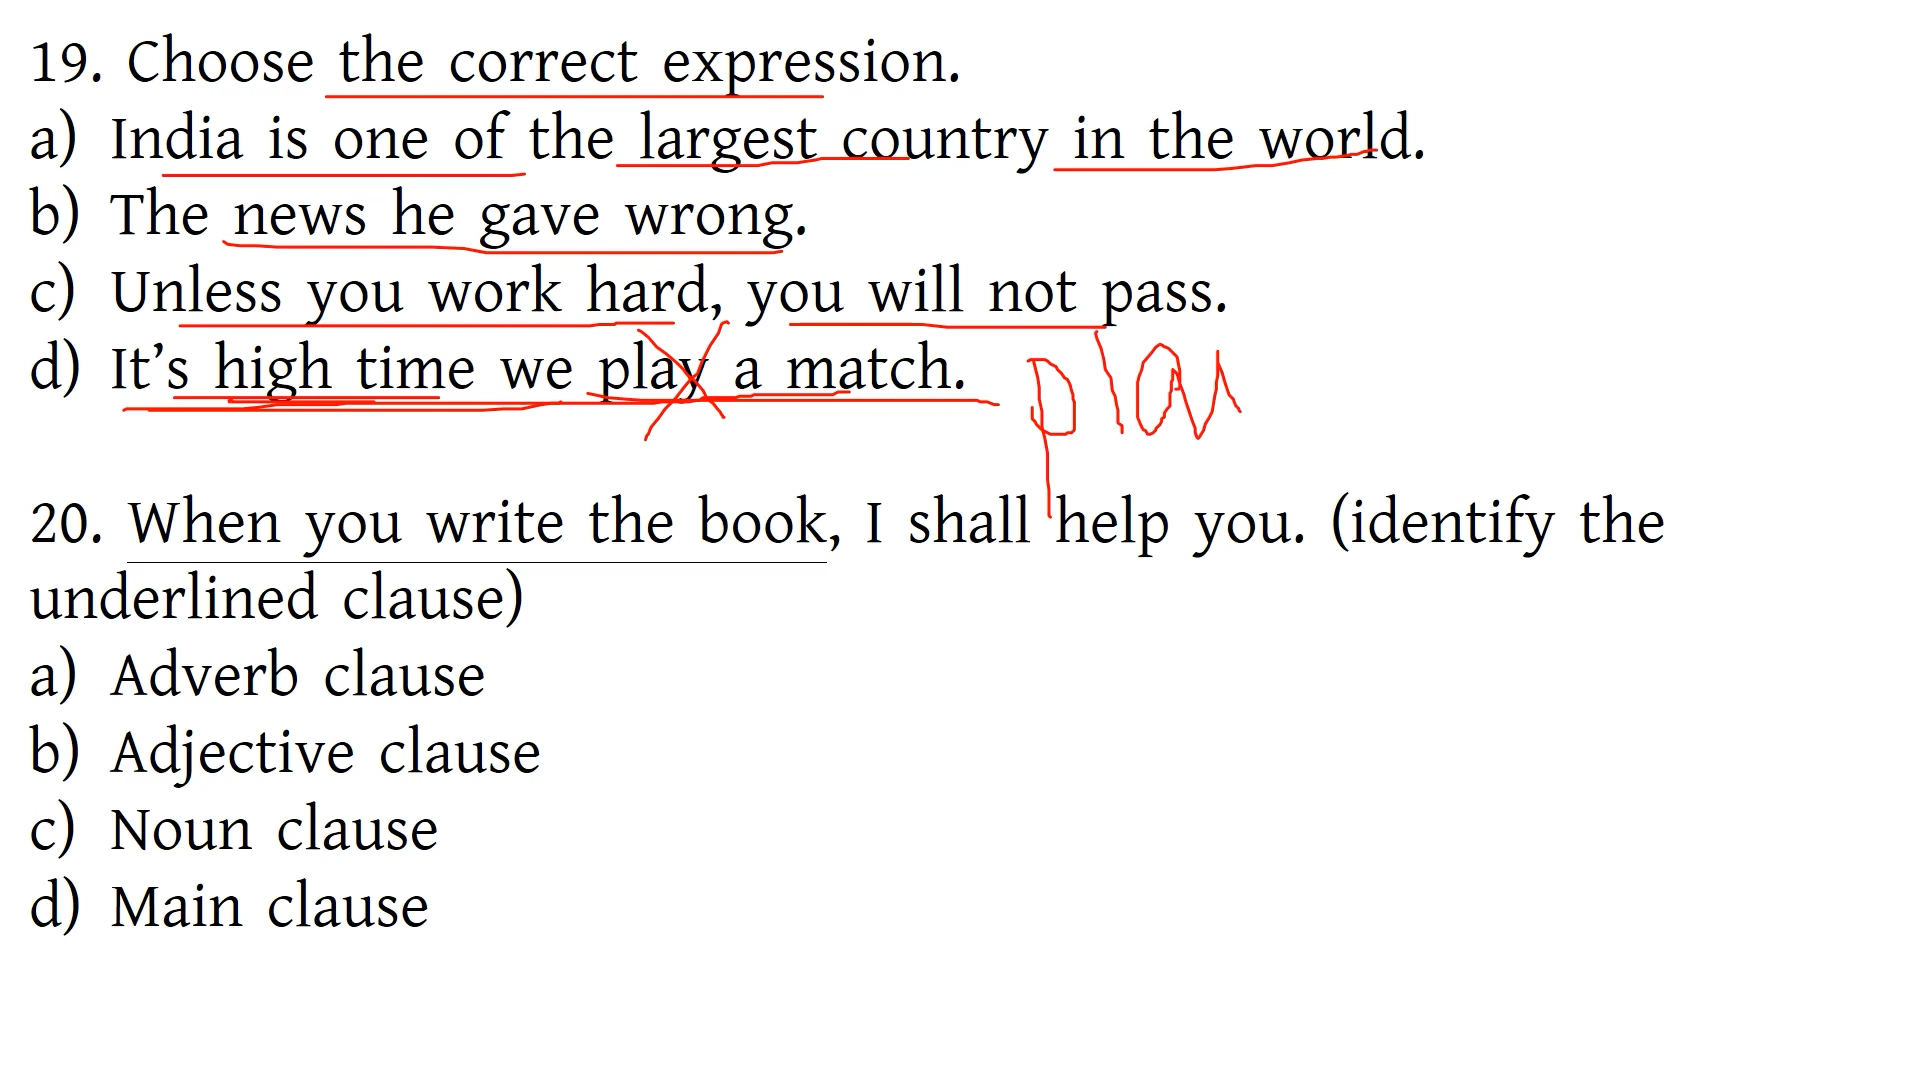 19. Choose the correct expression.
a) India is one of the largest country in the world.
b) The news he gave wrong.
c) Unless you work hard, you will not pass.
d) It’s high time we play a match.
20. When you write the book, I shall help you. (identify the
underlined clause)
a) Adverb clause
b) Adjective clause
c) Noun clause
d) Main clause